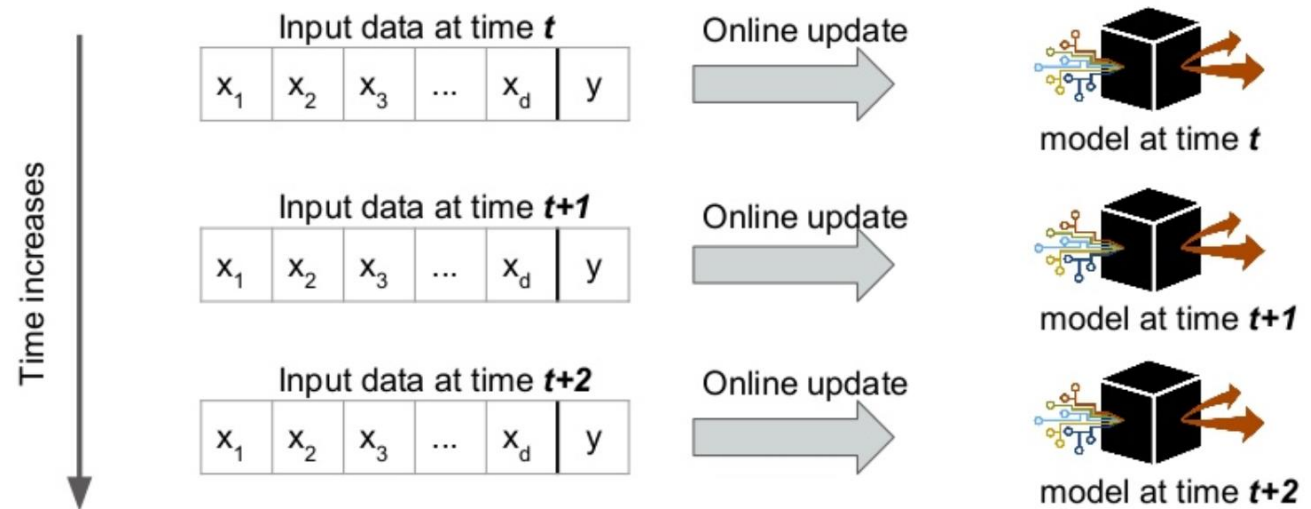 Time increases
Input data at time t
x1 x2 x3 ... xd y
Online update
model at time t
Input data at time t+1
x1 x2 x3 ... xd y
Online update
model at time t+1
Input data at time t+2
x1 x2 x3 ... xd y
Online update
model at time t+2